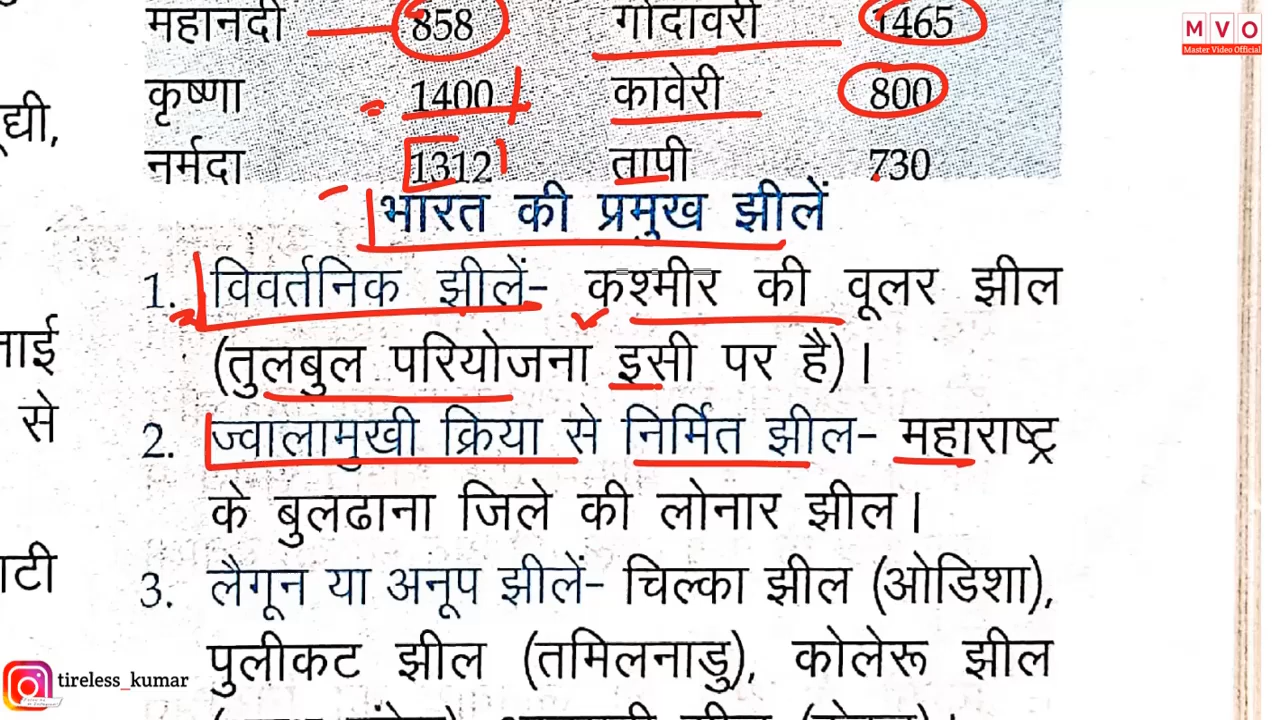 महानदी 858 गोदावरी 1465
MVO
Master Video Official
कृष्णा 1400 कावेरी 800
नर्मदा 1312 तापी 730
भारत की प्रमुख झीलें
1. विवर्तनिक झीलें- कश्मीर की वूलर झील
(तुलबुल परियोजना इसी पर है)।
से
2. ज्वालामुखी क्रिया से निर्मित झील- महाराष्ट्र
के बुलढाना जिले की लोनार झील।
3. लैगून या अनूप झीलें- चिल्का झील (ओडिशा),
पुलीकट झील (तमिलनाडु), कोलेरू झील
tireless_kumar